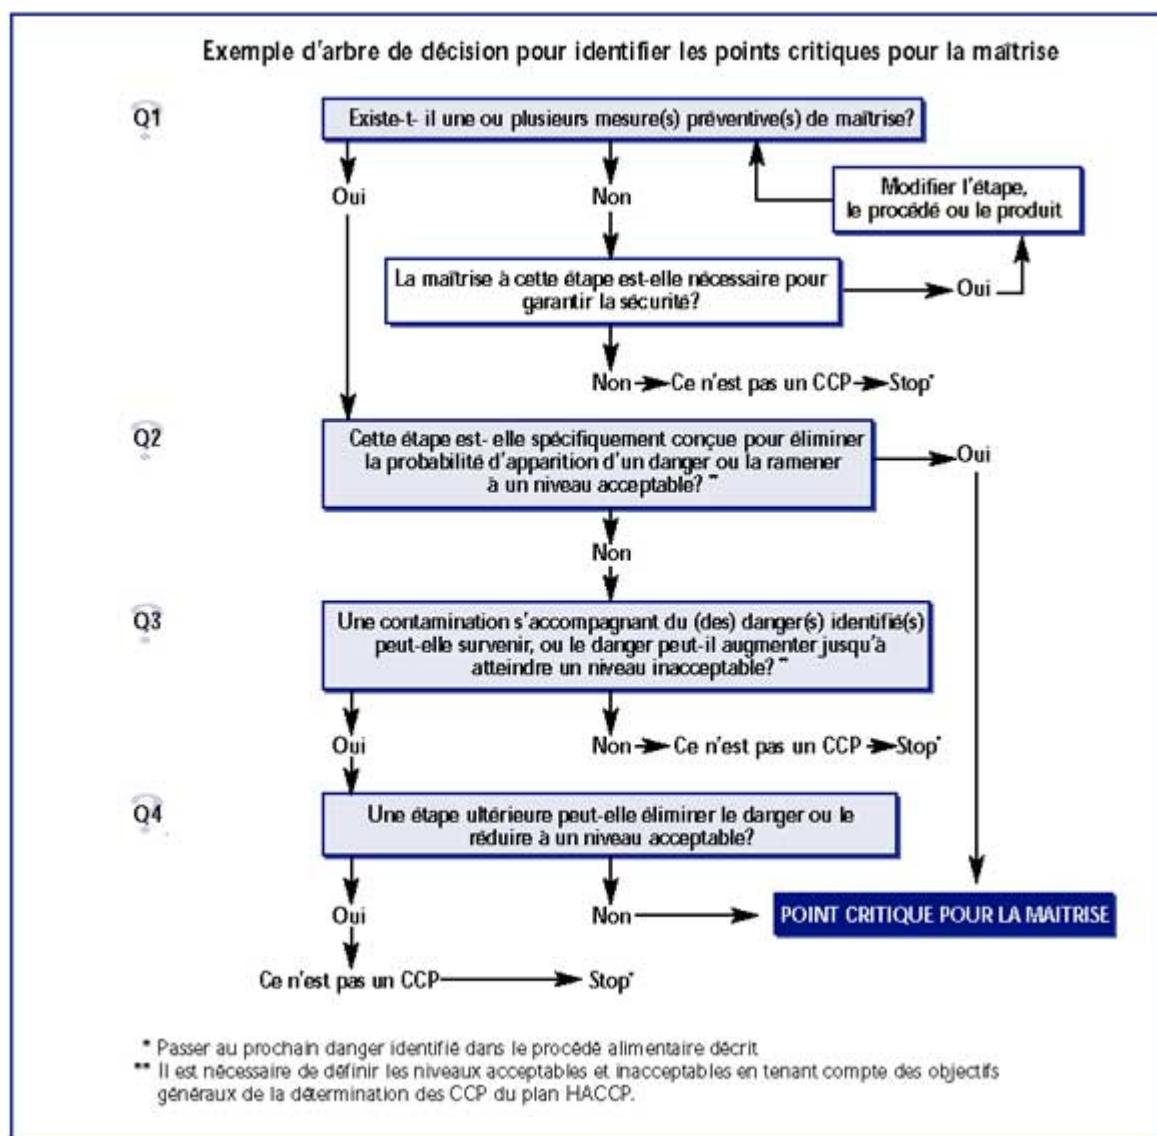 Exemple d'arbre de décision pour identifier les points critiques pour la maîtrise
Q1
Existe-t- il une ou plusieurs mesure(s) préventive(s) de maîtrise?
Oui
Non
Modifier l'étape,
le procédé ou le produit
La maîtrise à cette étape est-elle nécessaire pour
garantir la sécurité?
Oui
Non
Ce n'est pas un CCP
Stop*
Q2
Cette étape est- elle spécifiquement conçue pour éliminer
la probabilité d'apparition d'un danger ou la ramener
à un niveau acceptable? **
Oui
Non
Q3
Une contamination s'accompagnant du (des) danger(s) identifié(s)
peut-elle survenir, ou le danger peut-il augmenter jusqu'à
atteindre un niveau inacceptable? **
Oui
Non
Ce n'est pas un CCP
Stop*
Q4
Une étape ultérieure peut-elle éliminer le danger ou le
réduire à un niveau acceptable?
Oui
Non
POINT CRITIQUE POUR LA MAITRISE
Ce n'est pas un CCP
Stop*
* Passer au prochain danger identifié dans le procédé alimentaire décrit
** Il est nécessaire de définir les niveaux acceptables et inacceptables en tenant compte des objectifs
généraux de la détermination des CCP du plan HACCP.